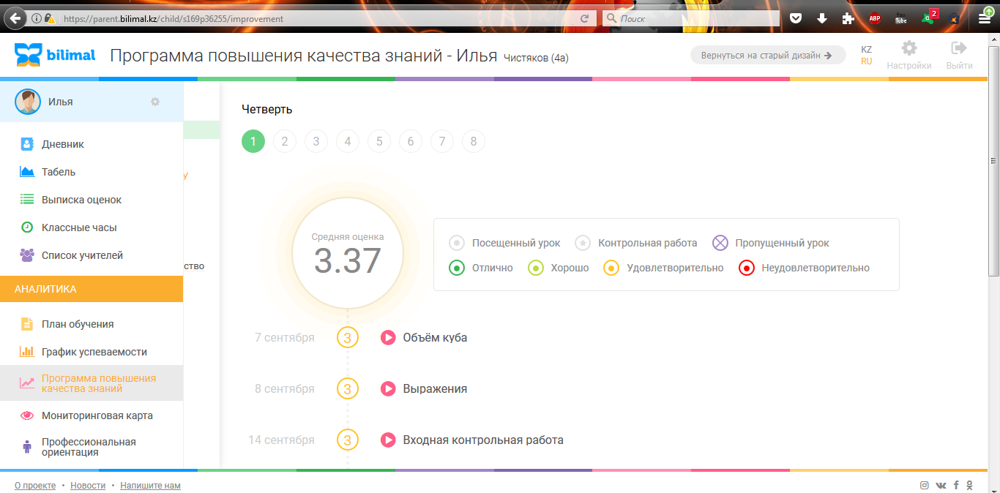 https://parent.bilimal.kz/child/s169p36255/improvement
Поиск
ABP
You Tube
2
bilimal
Программа повышения качества знаний - Илья Чистяков (4а)
Вернуться на старый дизайн
KZ
RU
Настройки
Выйти
Илья
Дневник
Табель
Выписка оценок
Классные часы
Список учителей
АНАЛИТИКА
План обучения
График успеваемости
Программа повышения
качества знаний
Мониторинговая карта
Профессиональная
ориентация
у
ство
Четверть
1 2 3 4 5 6 7 8
Средняя оценка
3.37
Посещенный урок Контрольная работа Пропущенный урок
Отлично Хорошо Удовлетворительно Неудовлетворительно
7 сентября 3 Объём куба
8 сентября 3 Выражения
14 сентября 3 Входная контрольная работа
О проекте • Новости • Напишите нам